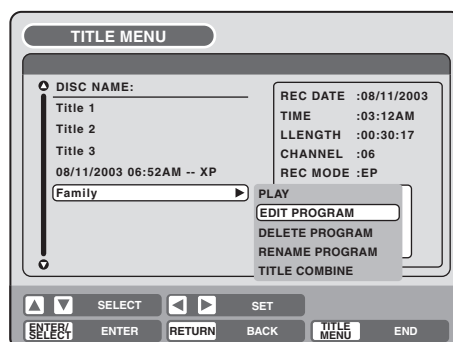 TITLE MENU
DISC NAME:
Title 1
Title 2
Title 3
08/11/2003 06:52AM -- XP
Family
REC DATE :08/11/2003
TIME :03:12AM
LLENGTH :00:30:17
CHANNEL :06
REC MODE :EP
PLAY
EDIT PROGRAM
DELETE PROGRAM
RENAME PROGRAM
TITLE COMBINE
SELECT SET
ENTER/SELECT ENTER RETURN BACK TITLE MENU END